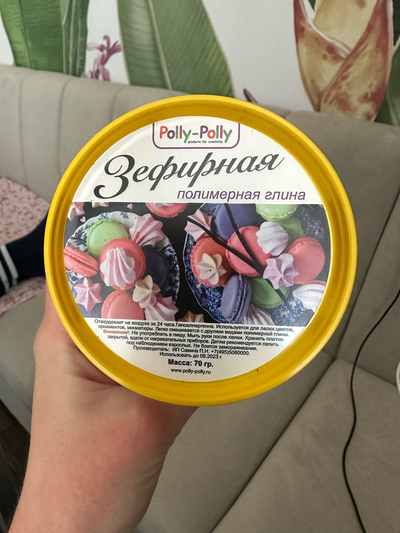 Polly-Polly
products for creativity
Зефирная
полимерная глина
Отвердевает на воздухе за 24 часа.Гипоаллергенна. Используется для лепки цветов,
орнаментов, миниатюры. Легко смешивается с другими видами полимерной глины.
Внимание!: Не употреблять в пищу. Мыть руки после лепки. Хранить плотно
закрытой, вдали от нагревательных приборов. Детям рекомендуется лепить
под наблюдением взрослых. Не боится замораживания.
Производитель: ИП Савина П.Н. +7(495)5080000.
Использовать до 09.2023 г.
Масса: 70 гр.
www.polly-polly.ru